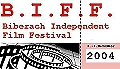 B.I.F.F.
Biberach Independent
Film Festival
2004